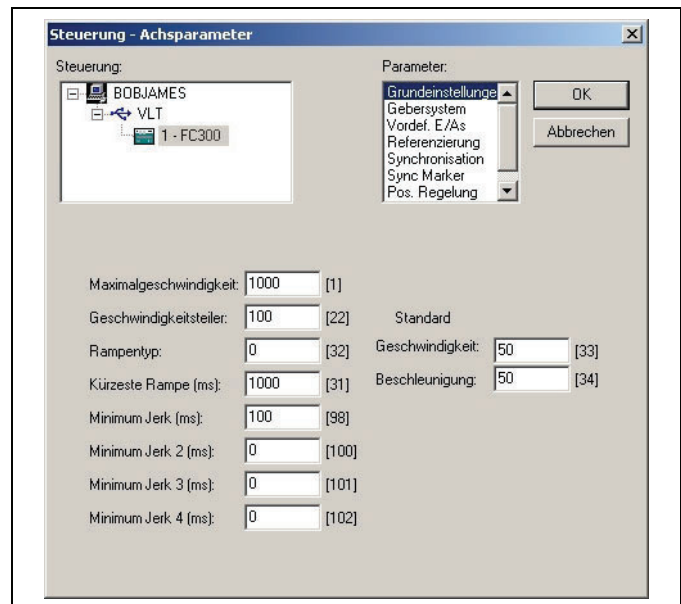 Steuerung - Achsparameter
Steuerung:
BOBJAMES
VLT
1 - FC300
Parameter:
Grundeinstellunge
Gebersystem
Vordef. E/As
Referenzierung
Synchronisation
Sync Marker
Pos. Regelung
OK
Abbrechen
Maximalgeschwindigkeit: 1000 [1]
Geschwindigkeitsteiler: 100 [22]
Rampentyp: 0 [32]
Kürzeste Rampe (ms): 1000 [31]
Minimum Jerk (ms): 100 [98]
Minimum Jerk 2 (ms): 0 [100]
Minimum Jerk 3 (ms): 0 [101]
Minimum Jerk 4 (ms): 0 [102]
Standard
Geschwindigkeit: 50 [33]
Beschleunigung: 50 [34]